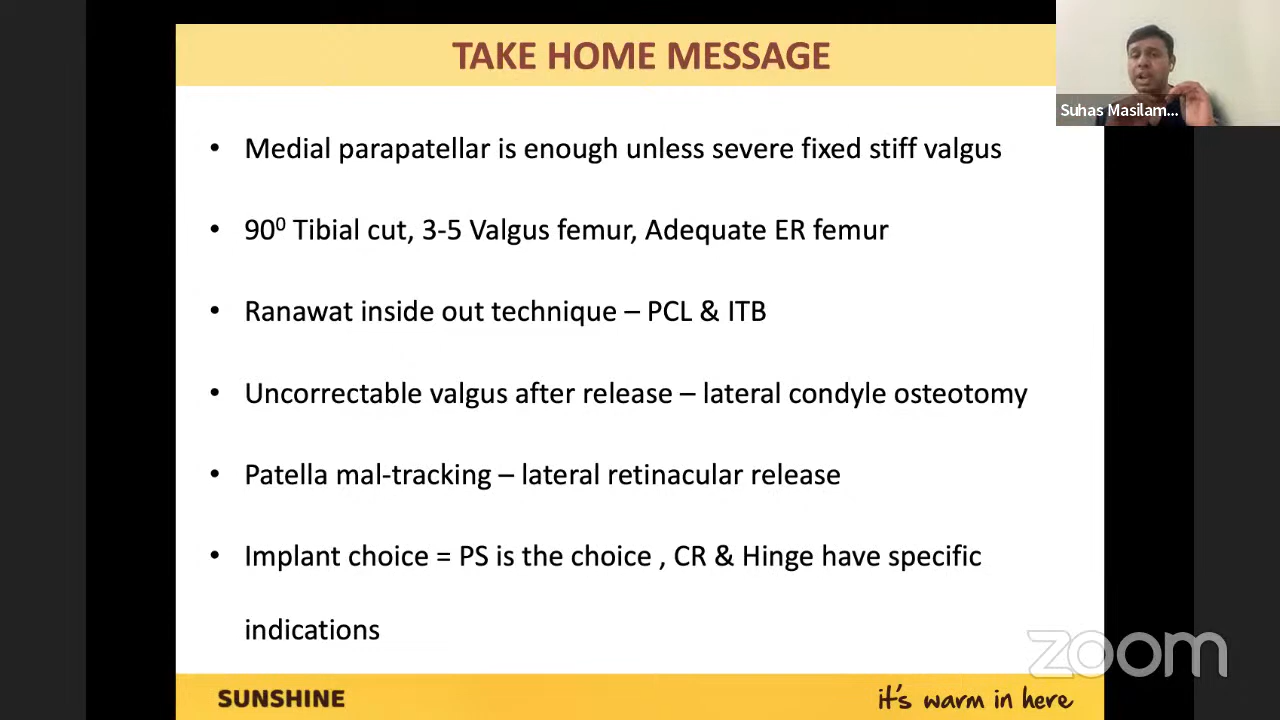 TAKE HOME MESSAGE
Suhas Masilam...
• Medial parapatellar is enough unless severe fixed stiff valgus
• 90⁰ Tibial cut, 3-5 Valgus femur, Adequate ER femur
• Ranawat inside out technique – PCL & ITB
• Uncorrectable valgus after release – lateral condyle osteotomy
• Patella mal-tracking – lateral retinacular release
• Implant choice = PS is the choice , CR & Hinge have specific
indications
zoom
SUNSHINE
it's warm in here